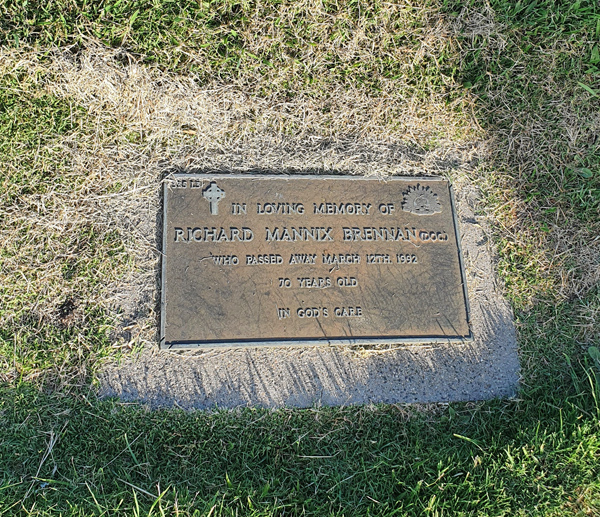 IN LOVING MEMORY OF
RICHARD MANNIX BRENNAN (DOC)
WHO PASSED AWAY MARCH 12TH. 1992
70 YEARS OLD
IN GOD'S CARE